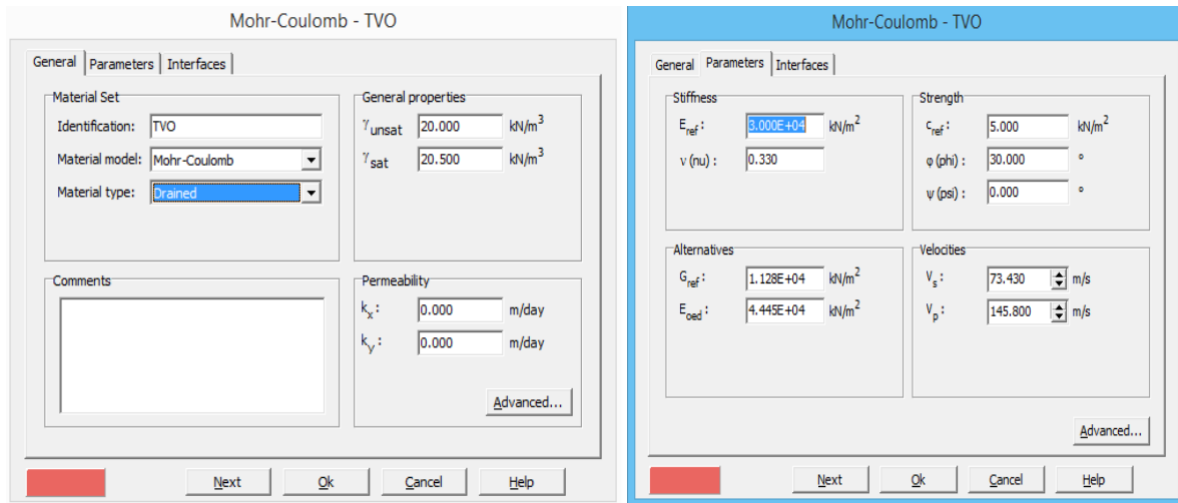 Mohr-Coulomb - TVO
General Parameters Interfaces
Material Set
Identification: TVO
Material model: Mohr-Coulomb
Material type: Drained
General properties
γunsat 20.000 kN/m³
γsat 20.500 kN/m³
Comments
Permeability
kx: 0.000 m/day
ky: 0.000 m/day
Advanced...
Next Ok Cancel Help
Mohr-Coulomb - TVO
General Parameters Interfaces
Stiffness
Eref: 3.000E+04 kN/m²
ν (nu): 0.330
Strength
cref: 5.000 kN/m²
φ (phi): 30.000 °
ψ (psi): 0.000 °
Alternatives
Gref: 1.128E+04 kN/m²
Eoed: 4.445E+04 kN/m²
Velocities
Vs: 73.430 m/s
Vp: 145.800 m/s
Advanced...
Next Ok Cancel Help